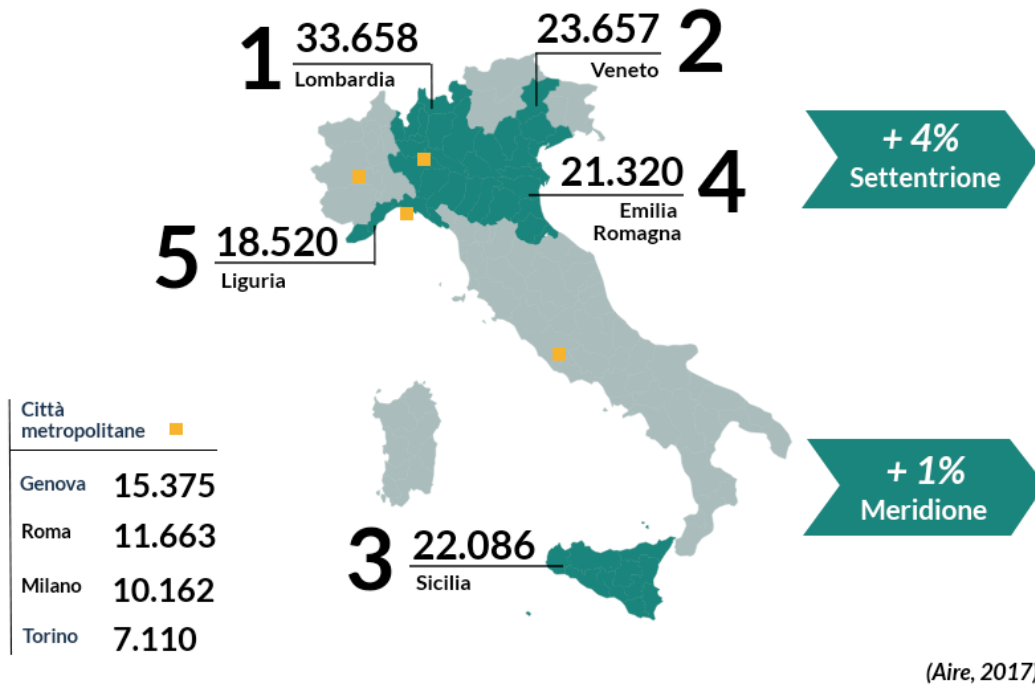 1 33.658
Lombardia
23.657 2
Veneto
+ 4%
Settentrione
21.320 4
Emilia
Romagna
5 18.520
Liguria
Città
metropolitane
Genova 15.375
Roma 11.663
Milano 10.162
Torino 7.110
+ 1%
Meridione
3 22.086
Sicilia
(Aire, 2017)